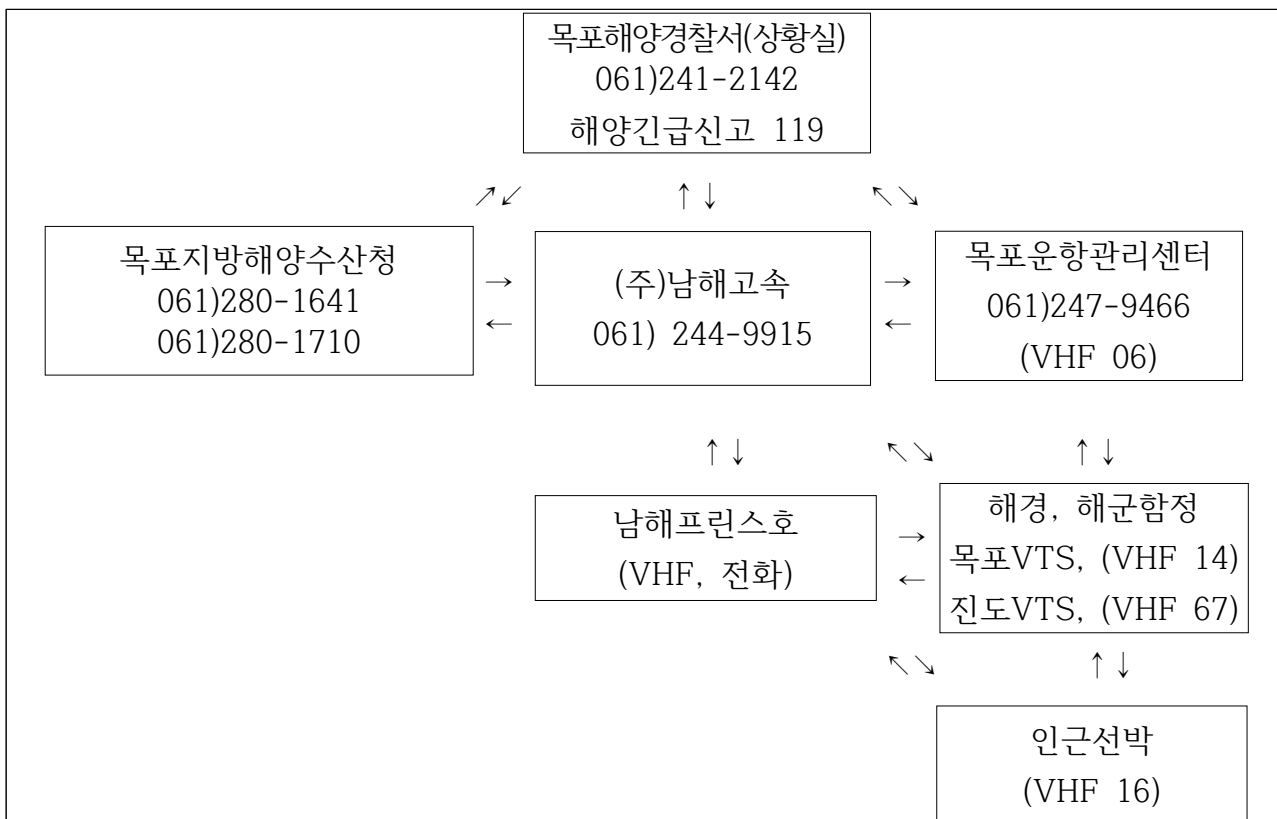 목포해양경찰서(상황실)
061)241-2142
해양긴급신고 119
↗↙ ↑↓ ↖↘
목포지방해양수산청
061)280-1641
061)280-1710
→
←
(주)남해고속
061) 244-9915
→
←
목포운항관리센터
061)247-9466
(VHF 06)
↑↓ ↖↘ ↑↓
남해프린스호
(VHF, 전화)
→
←
해경, 해군함정
목포VTS, (VHF 14)
진도VTS, (VHF 67)
↖↘ ↑↓
인근선박
(VHF 16)